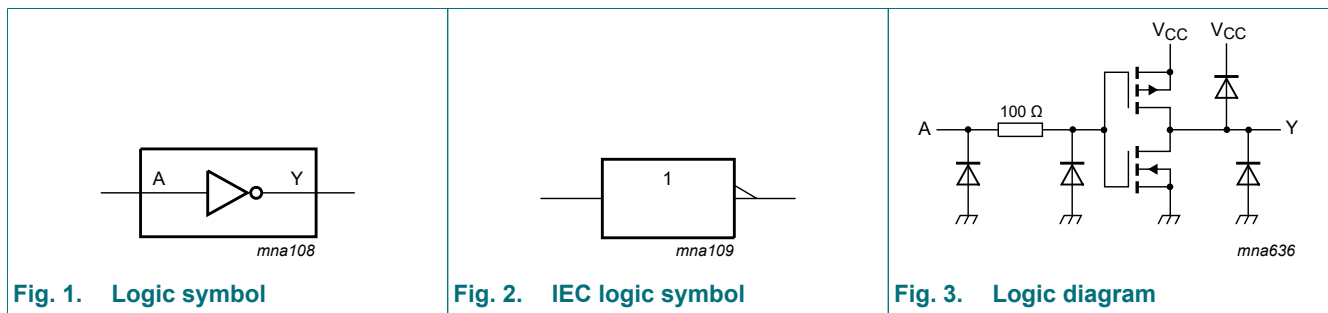 A
Y
mna108
Fig. 1. Logic symbol
1
mna109
Fig. 2. IEC logic symbol
VCC
VCC
100 Ω
A
Y
mna636
Fig. 3. Logic diagram